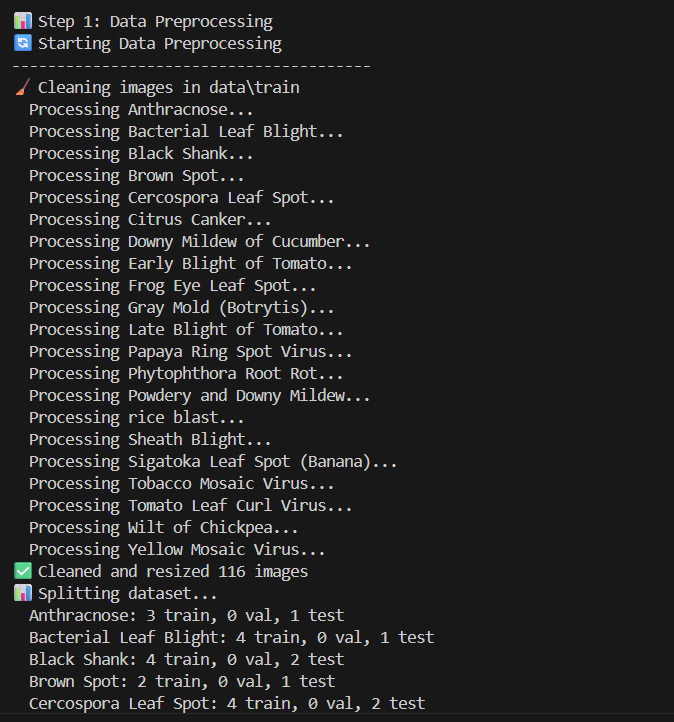 📊 Step 1: Data Preprocessing
🔄 Starting Data Preprocessing
----------------------------------------
🧹 Cleaning images in data\train
Processing Anthracnose...
Processing Bacterial Leaf Blight...
Processing Black Shank...
Processing Brown Spot...
Processing Cercospora Leaf Spot...
Processing Citrus Canker...
Processing Downy Mildew of Cucumber...
Processing Early Blight of Tomato...
Processing Frog Eye Leaf Spot...
Processing Gray Mold (Botrytis)...
Processing Late Blight of Tomato...
Processing Papaya Ring Spot Virus...
Processing Phytophthora Root Rot...
Processing Powdery and Downy Mildew...
Processing rice blast...
Processing Sheath Blight...
Processing Sigatoka Leaf Spot (Banana)...
Processing Tobacco Mosaic Virus...
Processing Tomato Leaf Curl Virus...
Processing Wilt of Chickpea...
Processing Yellow Mosaic Virus...
✅ Cleaned and resized 116 images
📊 Splitting dataset...
Anthracnose: 3 train, 0 val, 1 test
Bacterial Leaf Blight: 4 train, 0 val, 1 test
Black Shank: 4 train, 0 val, 2 test
Brown Spot: 2 train, 0 val, 1 test
Cercospora Leaf Spot: 4 train, 0 val, 2 test